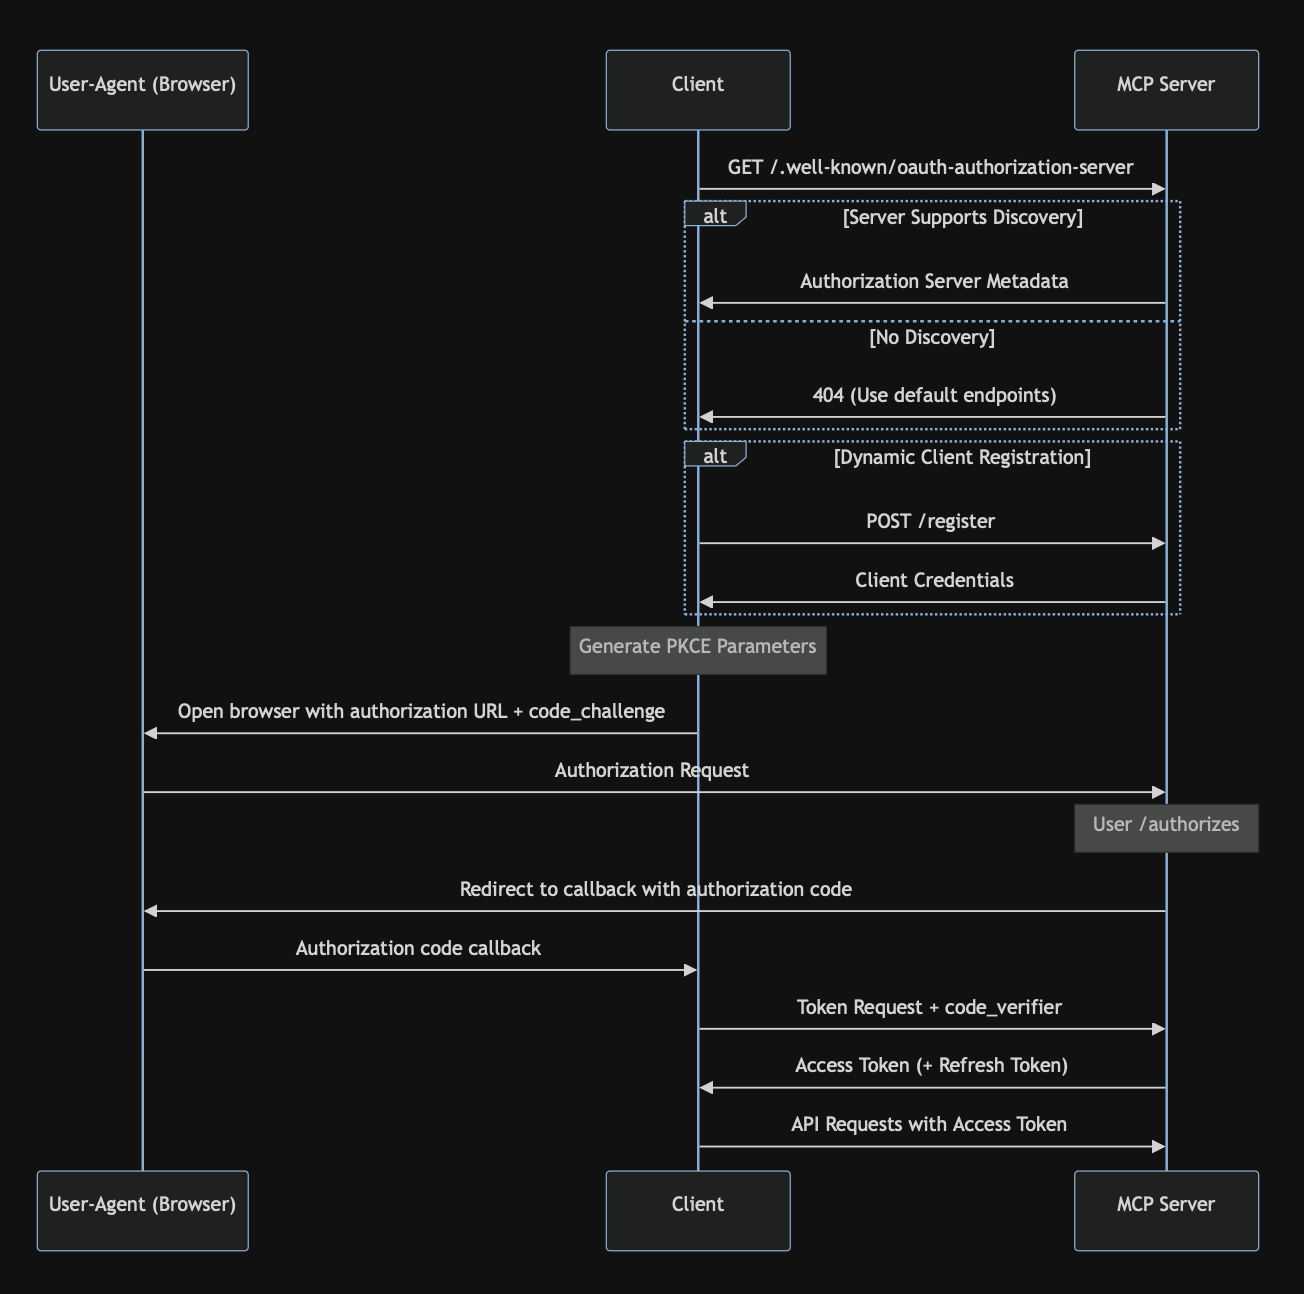 User-Agent (Browser)
Client
MCP Server
GET /.well-known/oauth-authorization-server
alt
[Server Supports Discovery]
Authorization Server Metadata
[No Discovery]
404 (Use default endpoints)
alt
[Dynamic Client Registration]
POST /register
Client Credentials
Generate PKCE Parameters
Open browser with authorization URL + code_challenge
Authorization Request
User /authorizes
Redirect to callback with authorization code
Authorization code callback
Token Request + code_verifier
Access Token (+ Refresh Token)
API Requests with Access Token
User-Agent (Browser)
Client
MCP Server